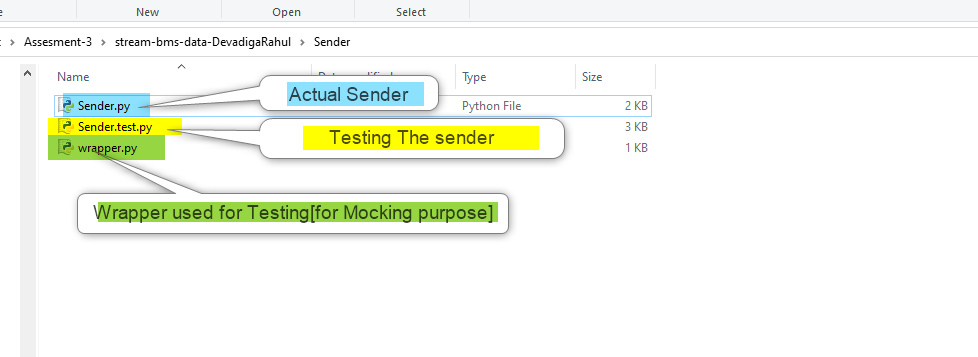 New Open Select
Assesment-3 > stream-bms-data-DevadigaRahul > Sender
Name Type Size
Sender.py Python File 2 KB
Actual Sender
Sender.test.py 3 KB
Testing The sender
wrapper.py 1 KB
Wrapper used for Testing[for Mocking purpose]